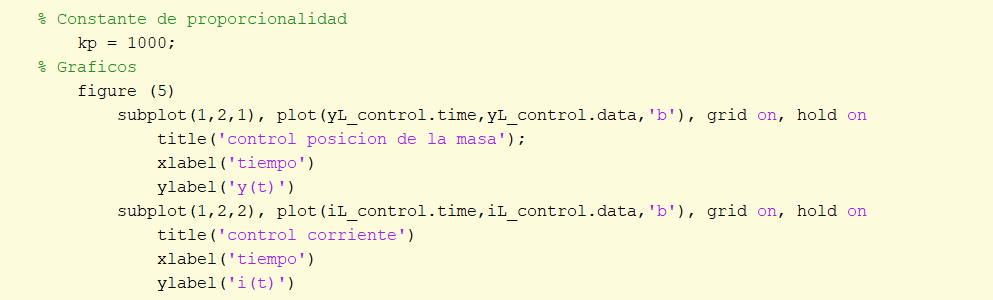 % Constante de proporcionalidad
kp = 1000;
% Graficos
figure (5)
subplot(1,2,1), plot(yL_control.time,yL_control.data,'b'), grid on, hold on
title('control posicion de la masa');
xlabel('tiempo')
ylabel('y(t)')
subplot(1,2,2), plot(iL_control.time,iL_control.data,'b'), grid on, hold on
title('control corriente')
xlabel('tiempo')
ylabel('i(t)')